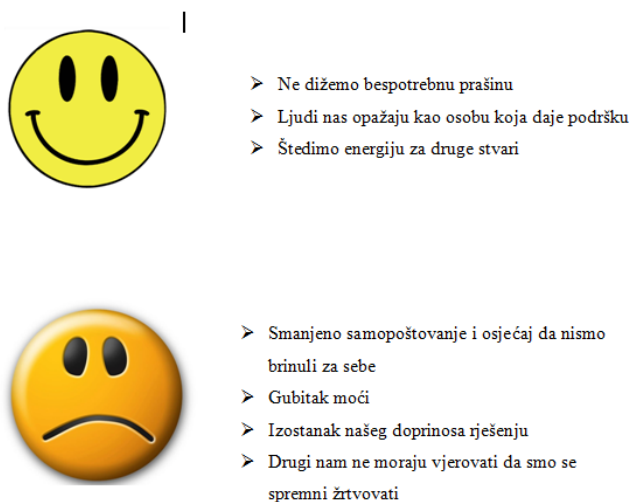 ➢ Ne dižemo bespotrebnu prašinu
➢ Ljudi nas opažaju kao osobu koja daje podršku
➢ Štedimo energiju za druge stvari
➢ Smanjeno samopoštovanje i osjećaj da nismo
brinuli za sebe
➢ Gubitak moći
➢ Izostanak našeg doprinosa rješenju
➢ Drugi nam ne moraju vjerovati da smo se
spremni žrtvovati